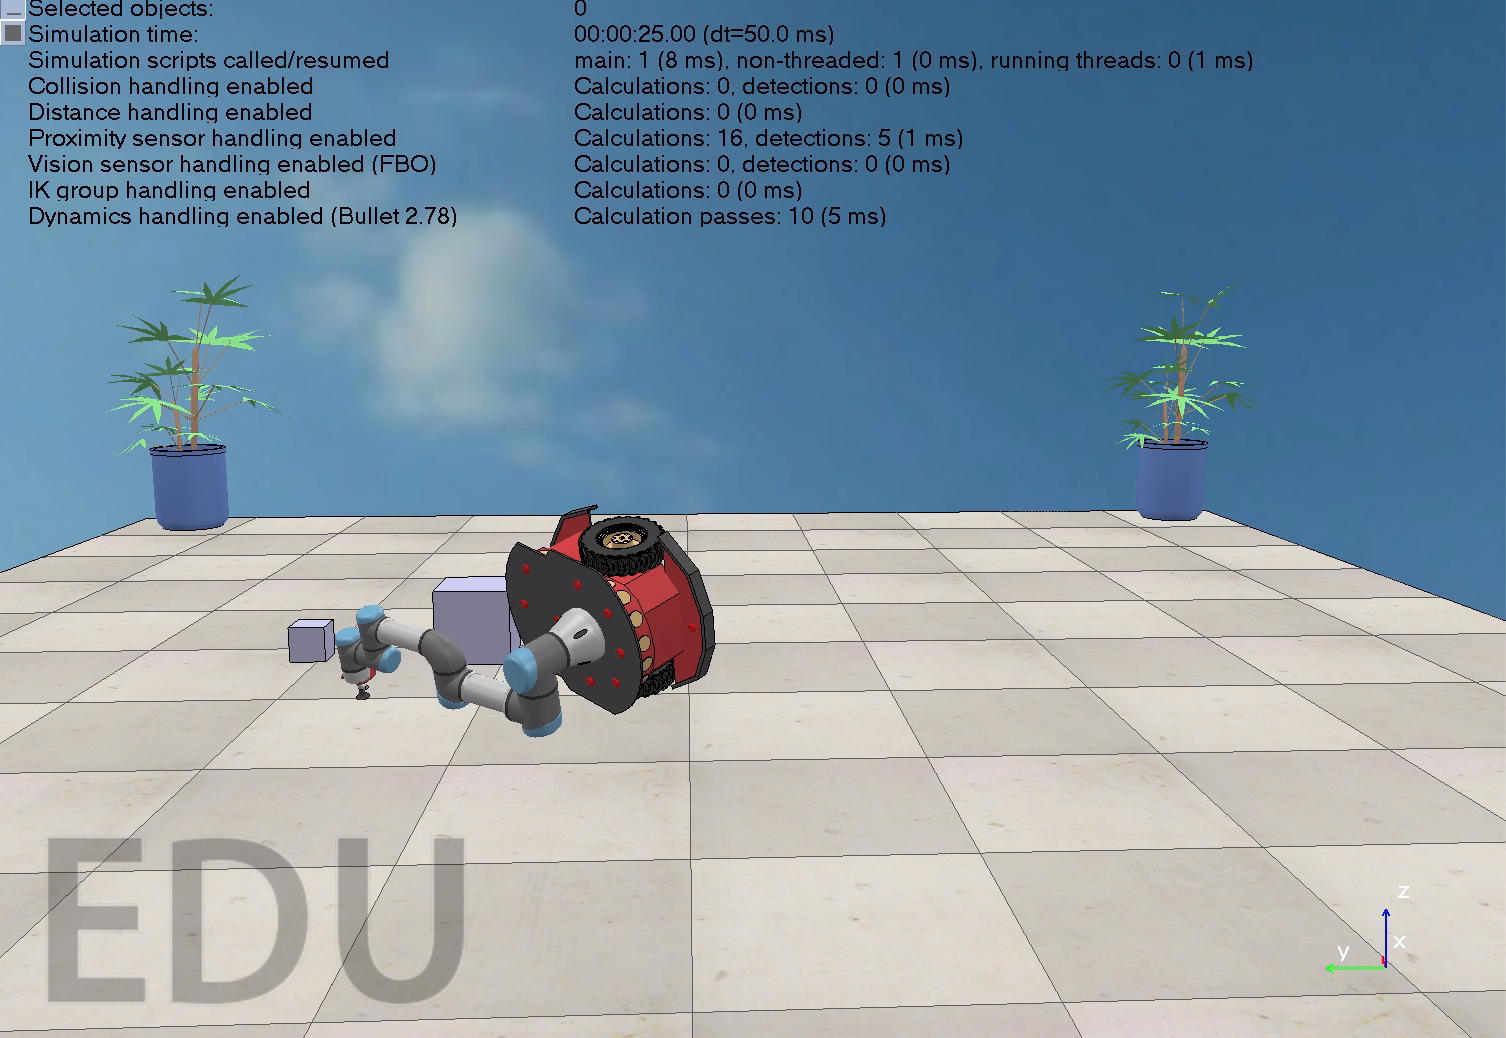 Selected objects: 0
Simulation time: 00:00:25.00 (dt=50.0 ms)
Simulation scripts called/resumed main: 1 (8 ms), non-threaded: 1 (0 ms), running threads: 0 (1 ms)
Collision handling enabled Calculations: 0, detections: 0 (0 ms)
Distance handling enabled Calculations: 0 (0 ms)
Proximity sensor handling enabled Calculations: 16, detections: 5 (1 ms)
Vision sensor handling enabled (FBO) Calculations: 0, detections: 0 (0 ms)
IK group handling enabled Calculations: 0 (0 ms)
Dynamics handling enabled (Bullet 2.78) Calculation passes: 10 (5 ms)
EDU
z
x
y